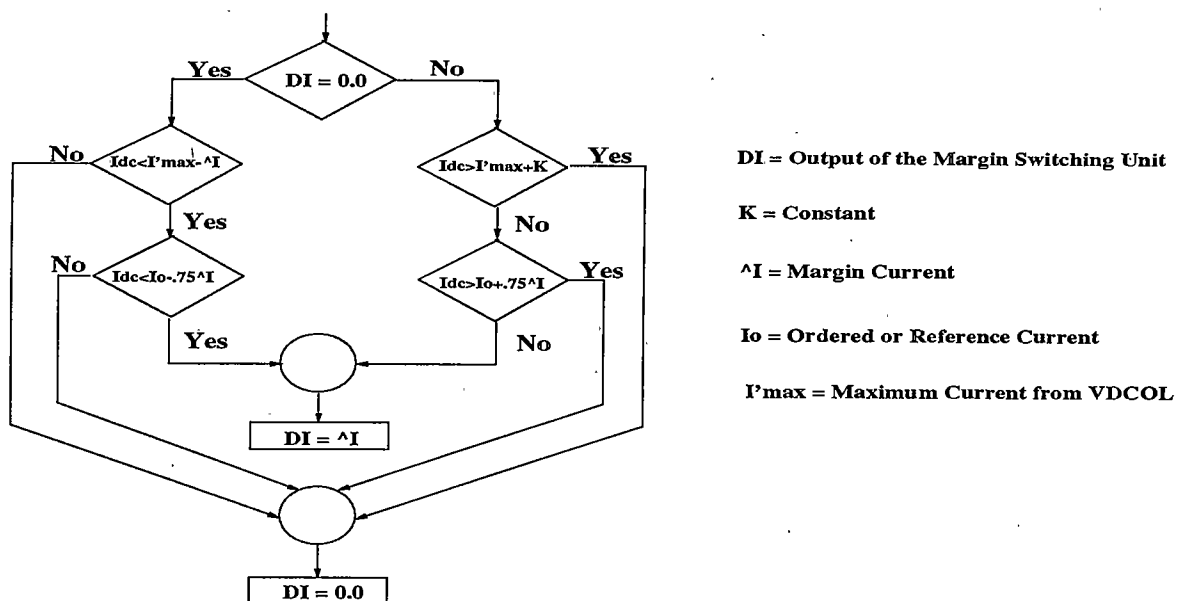 Yes
DI = 0.0
No
No
Idc<I'max-^I
Idc>I'max+K
Yes
Yes
No
No
Idc<Io-.75^I
Idc>Io+.75^I
Yes
Yes
No
DI = ^I
DI = 0.0
DI = Output of the Margin Switching Unit
K = Constant
^I = Margin Current
Io = Ordered or Reference Current
I'max = Maximum Current from VDCOL